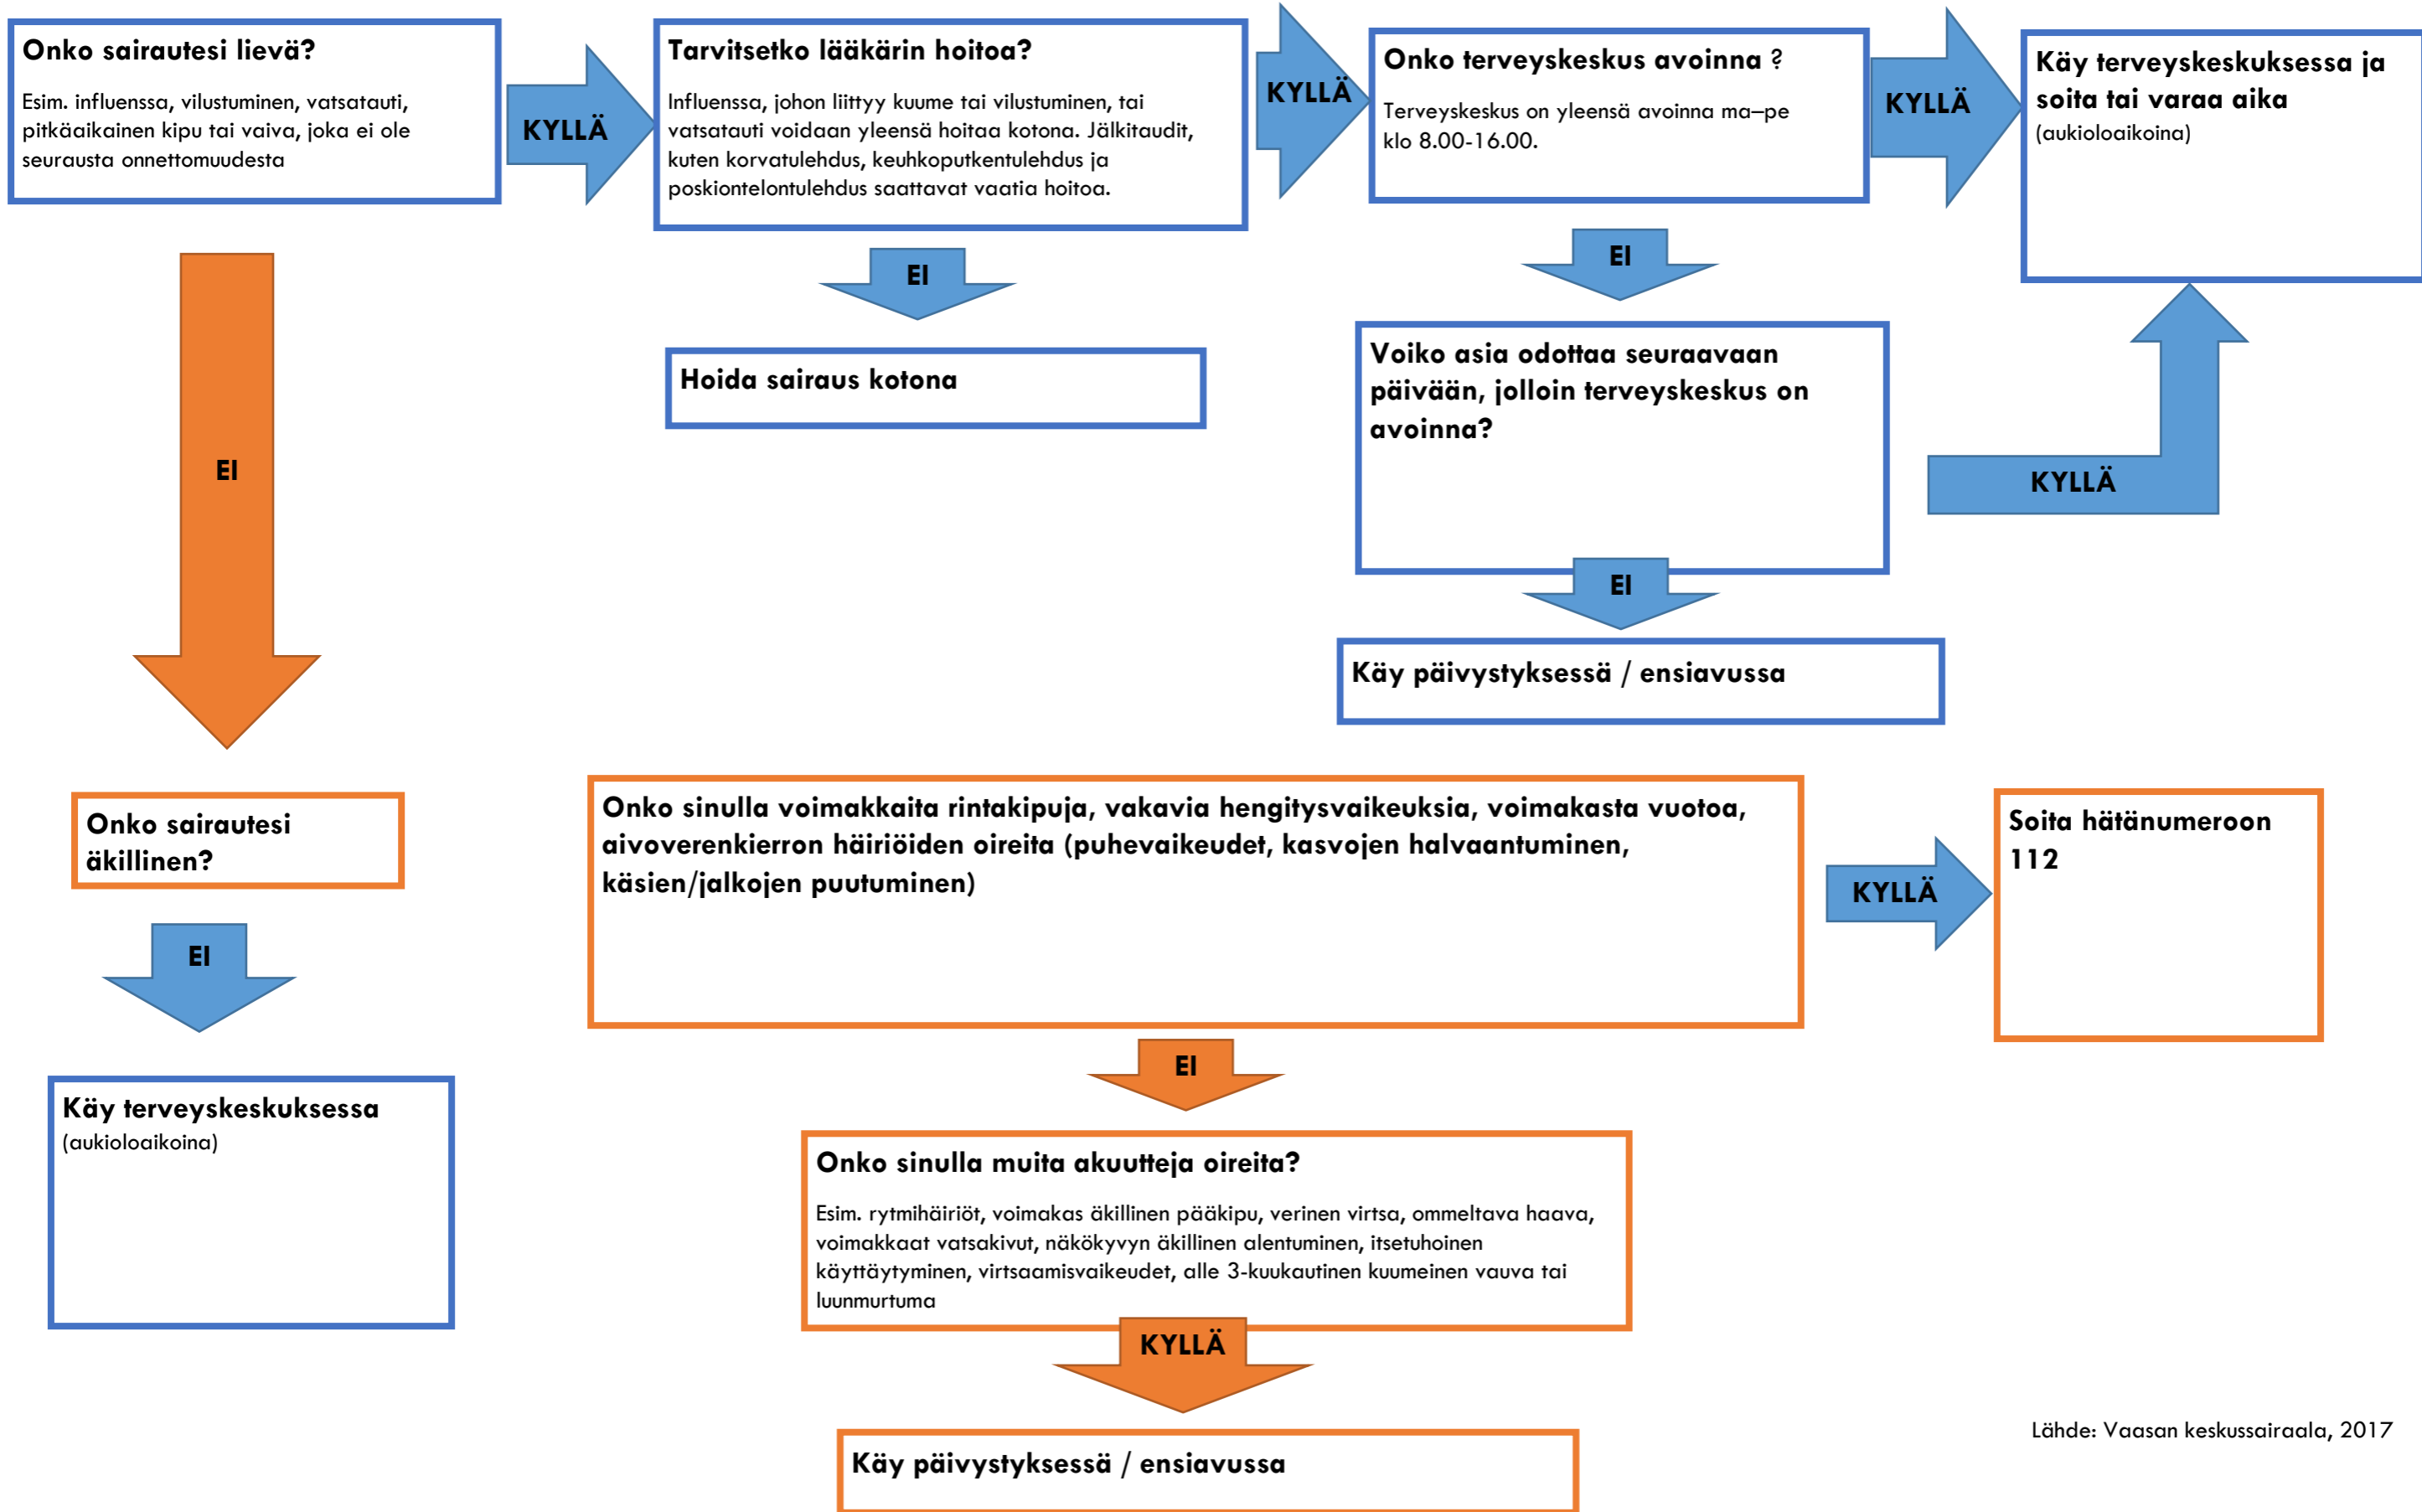 Onko sairautesi lievä?
Esim. influenssa, vilustuminen, vatsatauti,
pitkäaikainen kipu tai vaiva, joka ei ole
seurausta onnettomuudesta
KYLLÄ
Tarvitsetko lääkärin hoitoa?
Influenssa, johon liittyy kuume tai vilustuminen, tai
vatsatauti voidaan yleensä hoitaa kotona. Jälkitaudit,
kuten korvatulehdus, keuhkoputkentulehdus ja
poskiontelontulehdus saattavat vaatia hoitoa.
KYLLÄ
Onko terveyskeskus avoinna ?
Terveyskeskus on yleensä avoinna ma–pe
klo 8.00-16.00.
KYLLÄ
Käy terveyskeskuksessa ja
soita tai varaa aika
(aukioloaikoina)
EI
EI
Hoida sairaus kotona
Voiko asia odottaa seuraavaan
päivään, jolloin terveyskeskus on
avoinna?
EI
KYLLÄ
EI
Käy päivystyksessä / ensiavussa
Onko sairautesi
äkillinen?
Onko sinulla voimakkaita rintakipuja, vakavia hengitysvaikeuksia, voimakasta vuotoa,
aivoverenkierron häiriöiden oireita (puhevaikeudet, kasvojen halvaantuminen,
käsien/jalkojen puutuminen)
KYLLÄ
Soita hätänumeroon
112
EI
Käy terveyskeskuksessa
(aukioloaikoina)
EI
Onko sinulla muita akuutteja oireita?
Esim. rytmihäiriöt, voimakas äkillinen pääkipu, verinen virtsa, ommeltava haava,
voimakkaat vatsakivut, näkökyvyn äkillinen alentuminen, itsetuhoinen
käyttäytyminen, virtsaamisvaikeudet, alle 3-kuukautinen kuumeinen vauva tai
luunmurtuma
KYLLÄ
Käy päivystyksessä / ensiavussa
Lähde: Vaasan keskussairaala, 2017